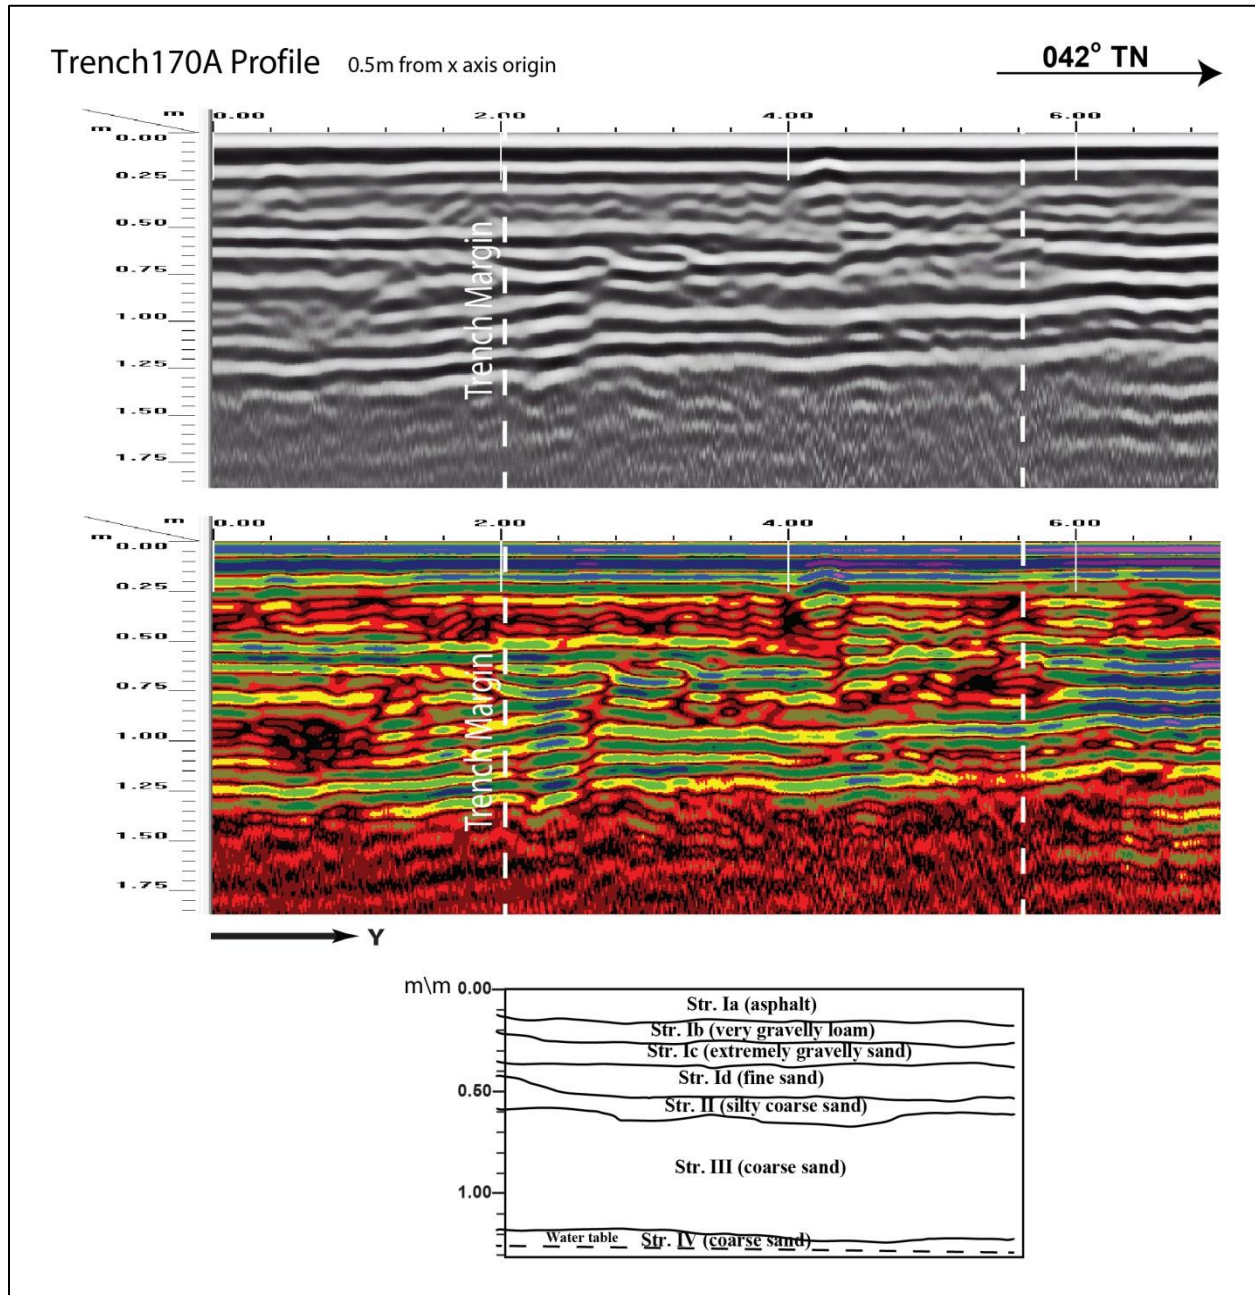 Trench170A Profile 0.5m from x axis origin
042° TN
m 0.00 2.00 4.00 6.00
m
0.00
0.25
0.50
0.75
1.00
1.25
1.50
1.75
Trench Margin
m 0.00 2.00 4.00 6.00
m
0.00
0.25
0.50
0.75
1.00
1.25
1.50
1.75
Trench Margin
Y
m\m 0.00
Str. Ia (asphalt)
Str. Ib (very gravelly loam)
Str. Ic (extremely gravelly sand)
Str. Id (fine sand)
0.50
Str. II (silty coarse sand)
Str. III (coarse sand)
1.00
Water table Str. IV (coarse sand)